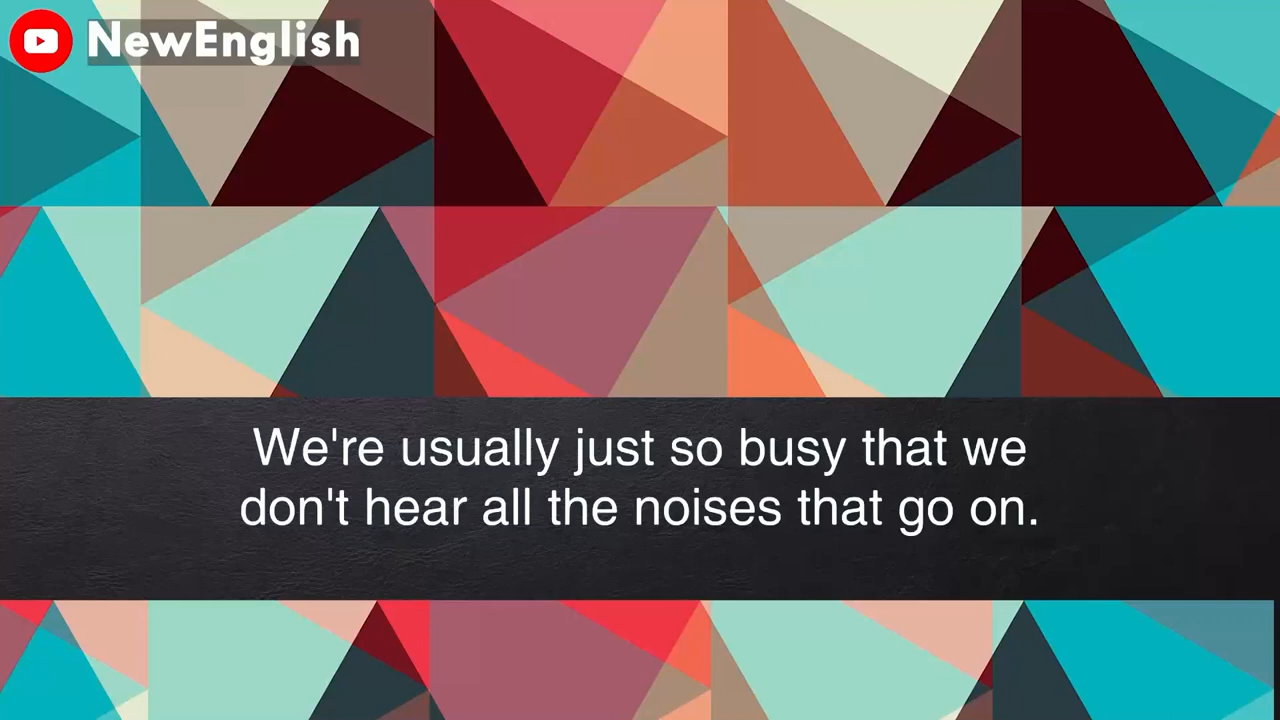 NewEnglish
We're usually just so busy that we
don't hear all the noises that go on.